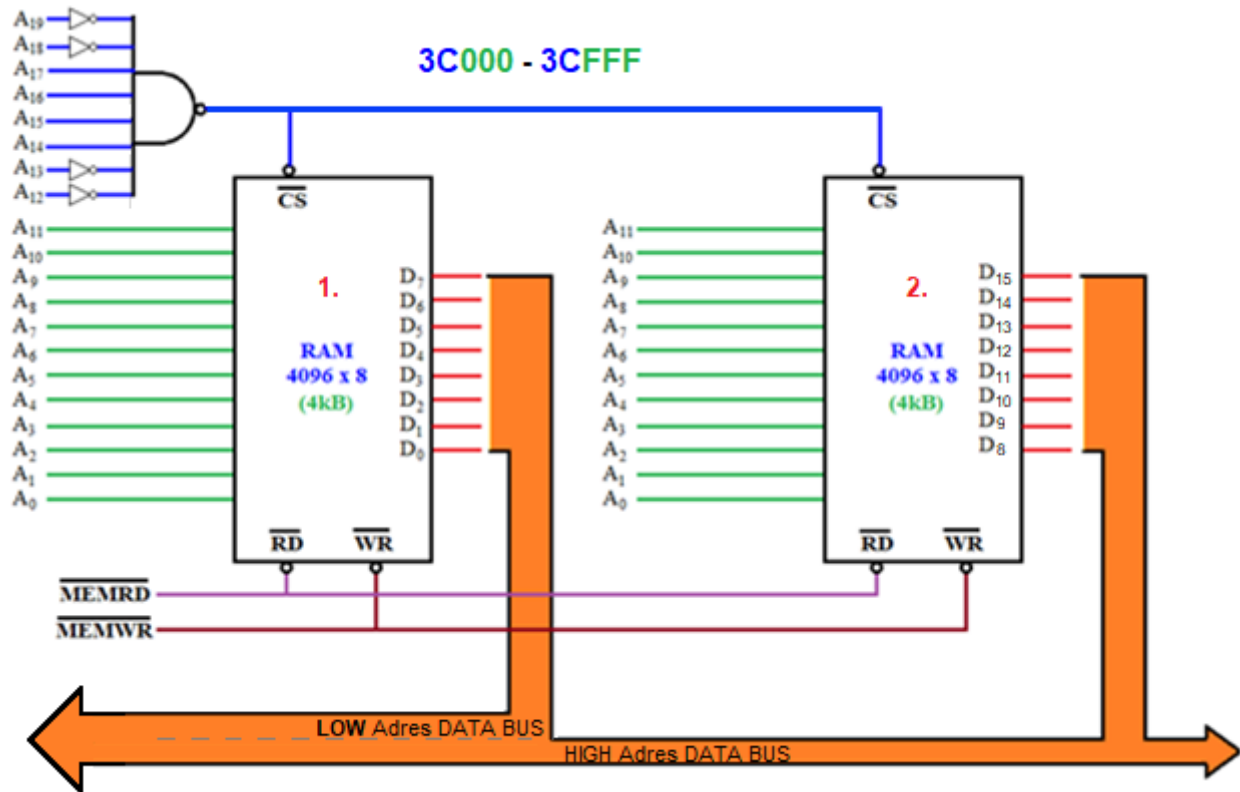 A19
A18
A17
A16
A15
A14
A13
A12
3C000 - 3CFFF
CS
A11
A10
A9
A8
A7
A6
A5
A4
A3
A2
A1
A0
1.
RAM
4096 x 8
(4kB)
D7
D6
D5
D4
D3
D2
D1
D0
RD WR
CS
A11
A10
A9
A8
A7
A6
A5
A4
A3
A2
A1
A0
2.
RAM
4096 x 8
(4kB)
D15
D14
D13
D12
D11
D10
D9
D8
RD WR
MEMRD
MEMWR
LOW Adres DATA BUS
HIGH Adres DATA BUS